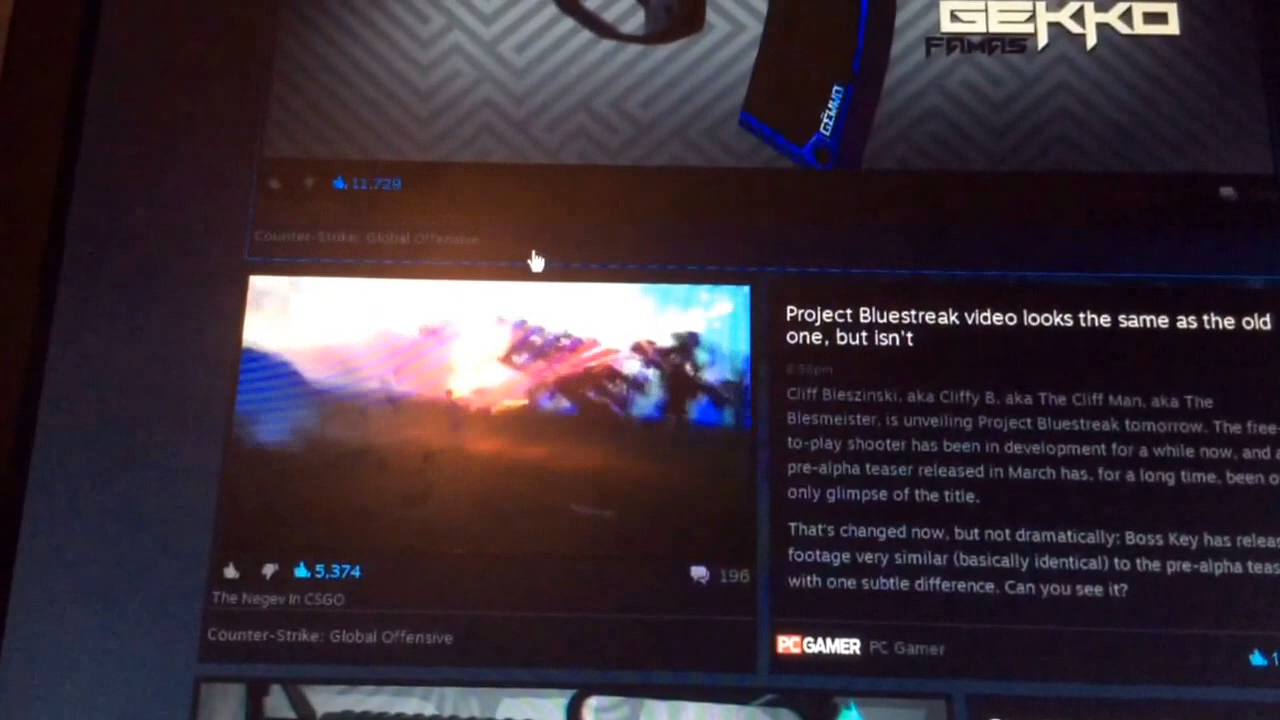 GEKKO
FAMAS
GEKKO
11,729
Counter-Strike: Global Offensive
Project Bluestreak video looks the same as the old
one, but isn't
8:58pm
Cliff Bleszinski, aka Cliffy B, aka The Cliff Man, aka The
Blesmeister, is unveiling Project Bluestreak tomorrow. The free-
to-play shooter has been in development for a while now, and a
pre-alpha teaser released in March has, for a long time, been
only glimpse of the title.
That's changed now, but not dramatically: Boss Key has
footage very similar (basically identical) to the pre-alpha
with one subtle difference. Can you see it?
5,374
196
The Negev In CSGO
Counter-Strike: Global Offensive
PC GAMER PC Gamer
1